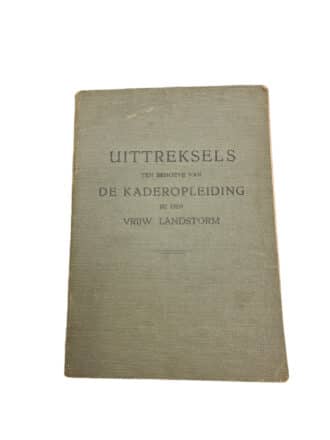 UITTREKSELS
TEN BEHOEVE VAN
DE KADEROPLEIDING
BIJ DEN
VRIJW. LANDSTORM